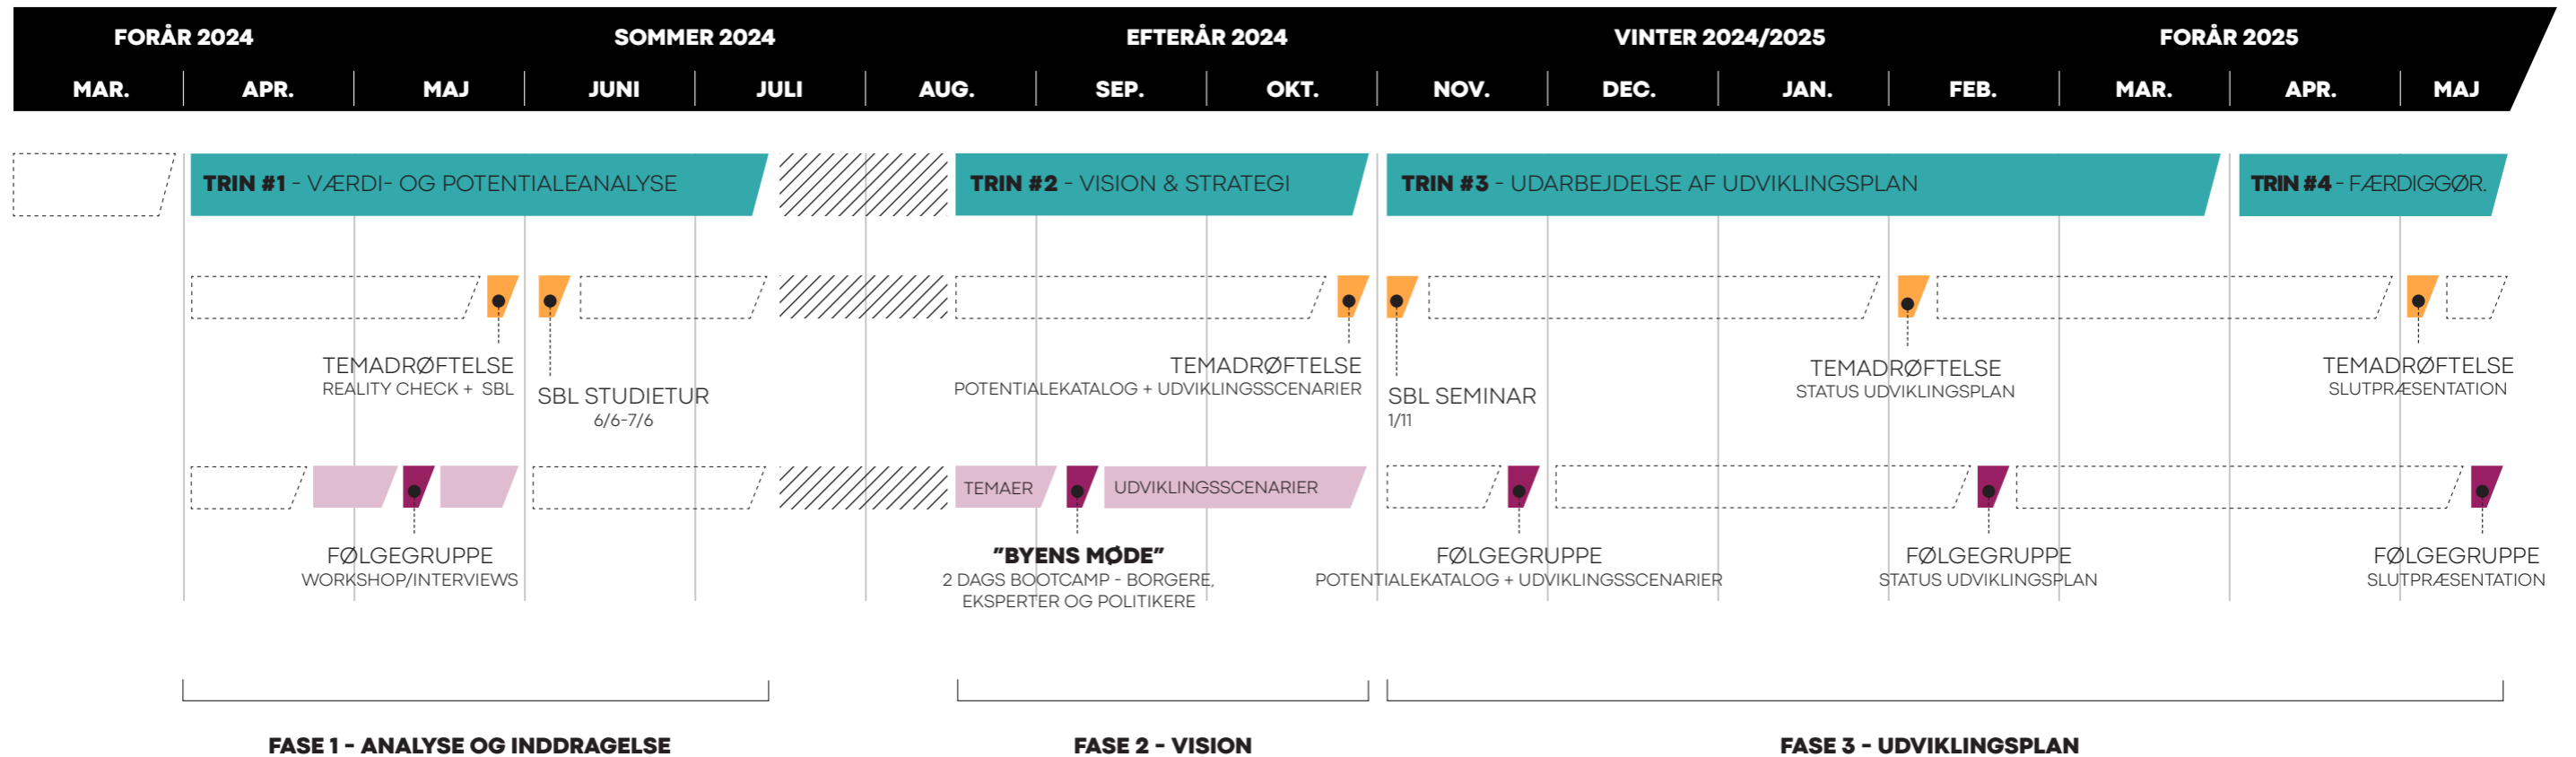 FORÅR 2024
SOMMER 2024
EFTERÅR 2024
VINTER 2024/2025
FORÅR 2025
MAR.
APR.
MAJ
JUNI
JULI
AUG.
SEP.
OKT.
NOV.
DEC.
JAN.
FEB.
MAR.
APR.
MAJ
TRIN #1 - VÆRDI- OG POTENTIALEANALYSE
TRIN #2 - VISION & STRATEGI
TRIN #3 - UDARBEJDELSE AF UDVIKLINGSPLAN
TRIN #4 - FÆRDIGGØR.
TEMADRØFTELSE
REALITY CHECK + SBL
SBL STUDIETUR
6/6-7/6
TEMADRØFTELSE
POTENTIALEKATALOG + UDVIKLINGSSCENARIER
SBL SEMINAR
1/11
TEMADRØFTELSE
STATUS UDVIKLINGSPLAN
TEMADRØFTELSE
SLUTPRÆSENTATION
TEMAER
UDVIKLINGSSCENARIER
FØLGEGRUPPE
WORKSHOP/INTERVIEWS
"BYENS MØDE"
2 DAGS BOOTCAMP - BORGERE,
EKSPERTER OG POLITIKERE
FØLGEGRUPPE
POTENTIALEKATALOG + UDVIKLINGSSCENARIER
FØLGEGRUPPE
STATUS UDVIKLINGSPLAN
FØLGEGRUPPE
SLUTPRÆSENTATION
FASE 1 - ANALYSE OG INDDRAGELSE
FASE 2 - VISION
FASE 3 - UDVIKLINGSPLAN